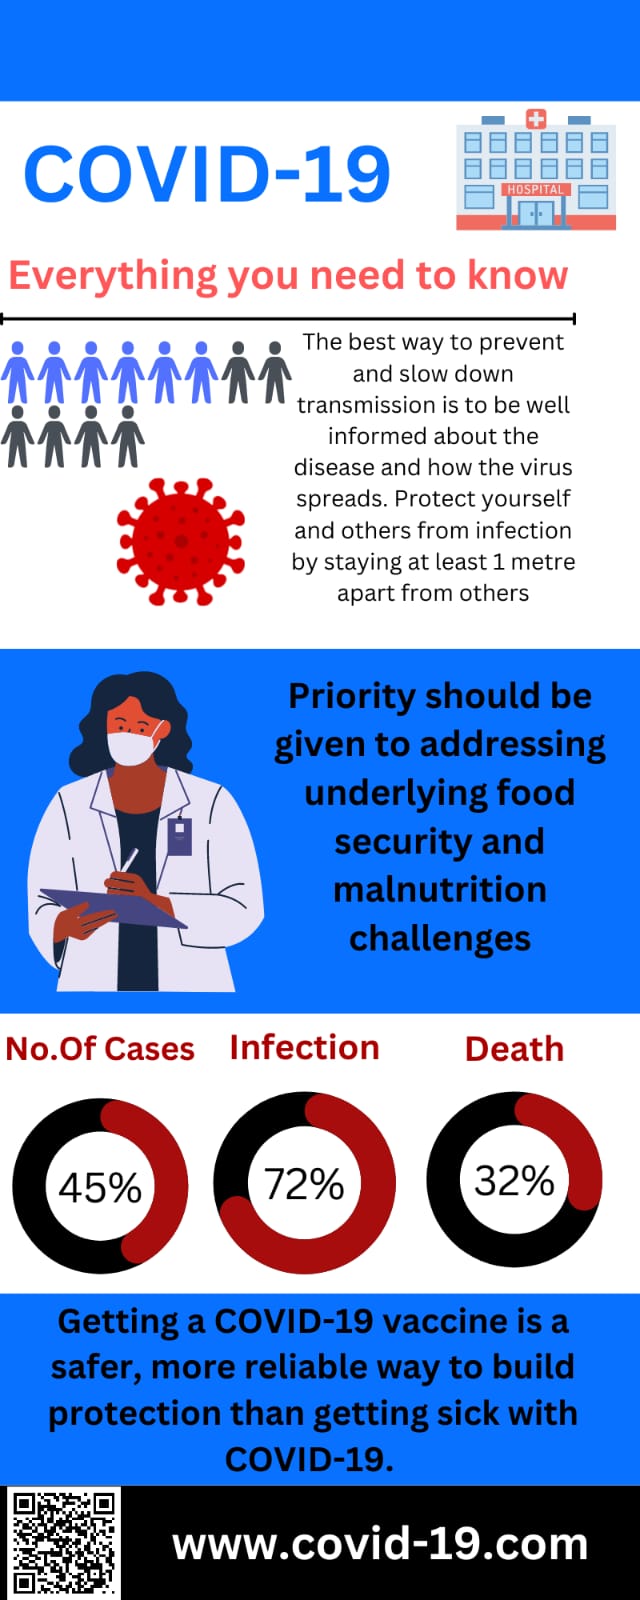 HOSPITAL
COVID-19
Everything you need to know
The best way to prevent
and slow down
transmission is to be well
informed about the
disease and how the virus
spreads. Protect yourself
and others from infection
by staying at least 1 metre
apart from others
Priority should be
given to addressing
underlying food
security and
malnutrition
challenges
No.Of Cases
Infection
Death
45%
72%
32%
Getting a COVID-19 vaccine is a
safer, more reliable way to build
protection than getting sick with
COVID-19.
www.covid-19.com